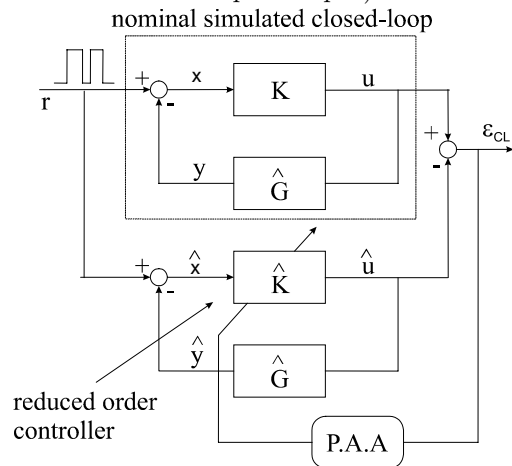 nominal simulated closed-loop
+
x
K
u
r
-
+
ε_CL
y
Ĝ
-
+
x̂
K̂
û
-
ŷ
Ĝ
reduced order
controller
P.A.A